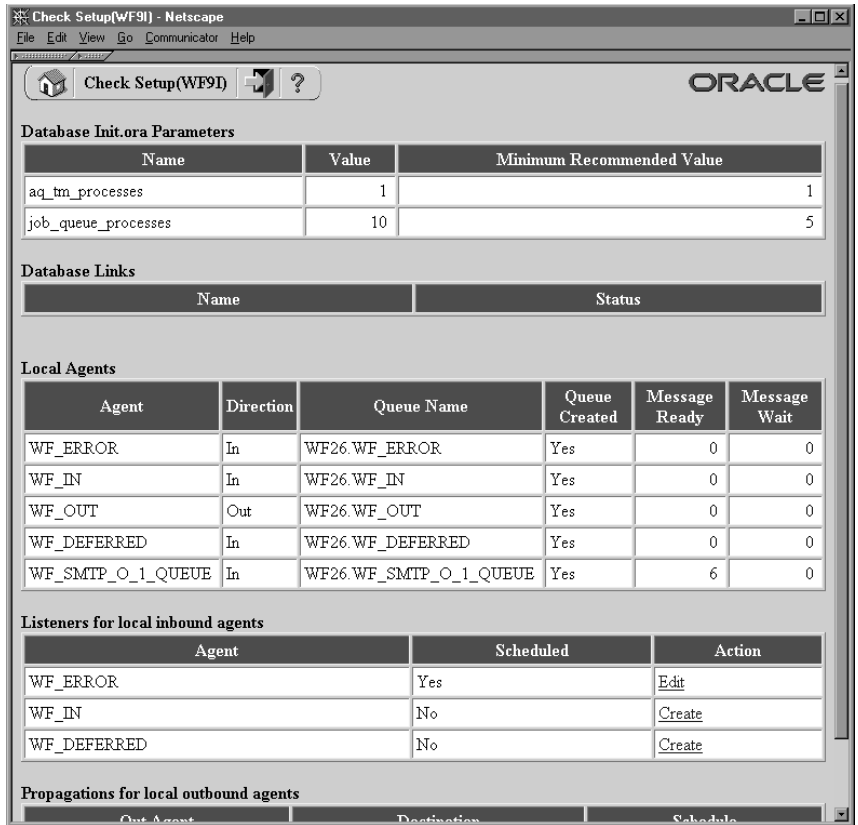 Check Setup(WF9I) - Netscape
File Edit View Go Communicator Help
Check Setup(WF9I) ? ORACLE
Database Init.ora Parameters
Name Value Minimum Recommended Value
aq_tm_processes 1 1
job_queue_processes 10 5
Database Links
Name Status
Local Agents
Agent Direction Queue Name Queue Created Message Ready Message Wait
WF_ERROR In WF26.WF_ERROR Yes 0 0
WF_IN In WF26.WF_IN Yes 0 0
WF_OUT Out WF26.WF_OUT Yes 0 0
WF_DEFERRED In WF26.WF_DEFERRED Yes 0 0
WF_SMTP_O_1_QUEUE In WF26.WF_SMTP_O_1_QUEUE Yes 6 0
Listeners for local inbound agents
Agent Scheduled Action
WF_ERROR Yes Edit
WF_IN No Create
WF_DEFERRED No Create
Propagations for local outbound agents
Out Agent Destination Schedule